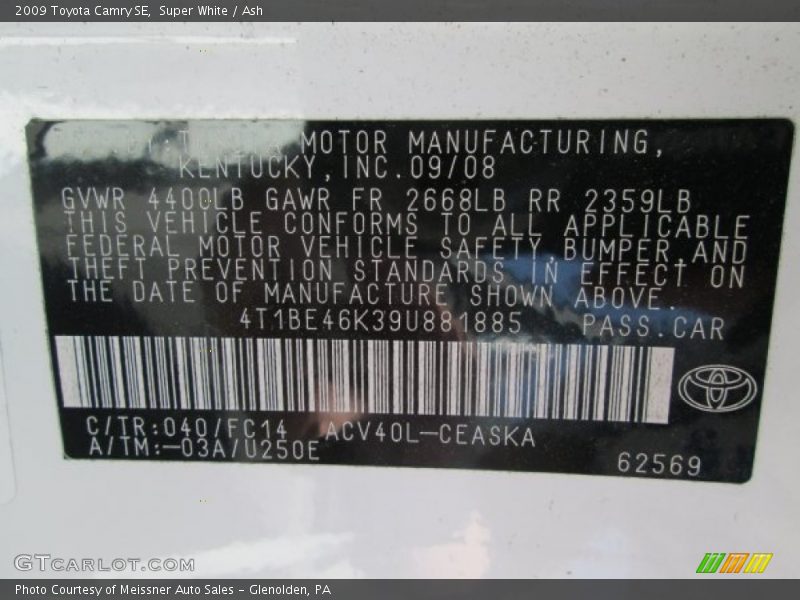 2009 Toyota Camry SE, Super White / Ash
MOTOR MANUFACTURING,
KENTUCKY,INC.09/08
GVWR 4400LB GAWR FR 2668LB RR 2359LB
THIS VEHICLE CONFORMS TO ALL APPLICABLE
FEDERAL MOTOR VEHICLE SAFETY,BUMPER,AND
THEFT PREVENTION STANDARDS IN EFFECT ON
THE DATE OF MANUFACTURE SHOWN ABOVE.
4T1BE46K39U881885 PASS.CAR
C/TR:040/FC14 ACV40L-CEASKA
A/TM:-03A/U250E
62569
GTcarlot.com
Photo Courtesy of Meissner Auto Sales - Glenolden, PA